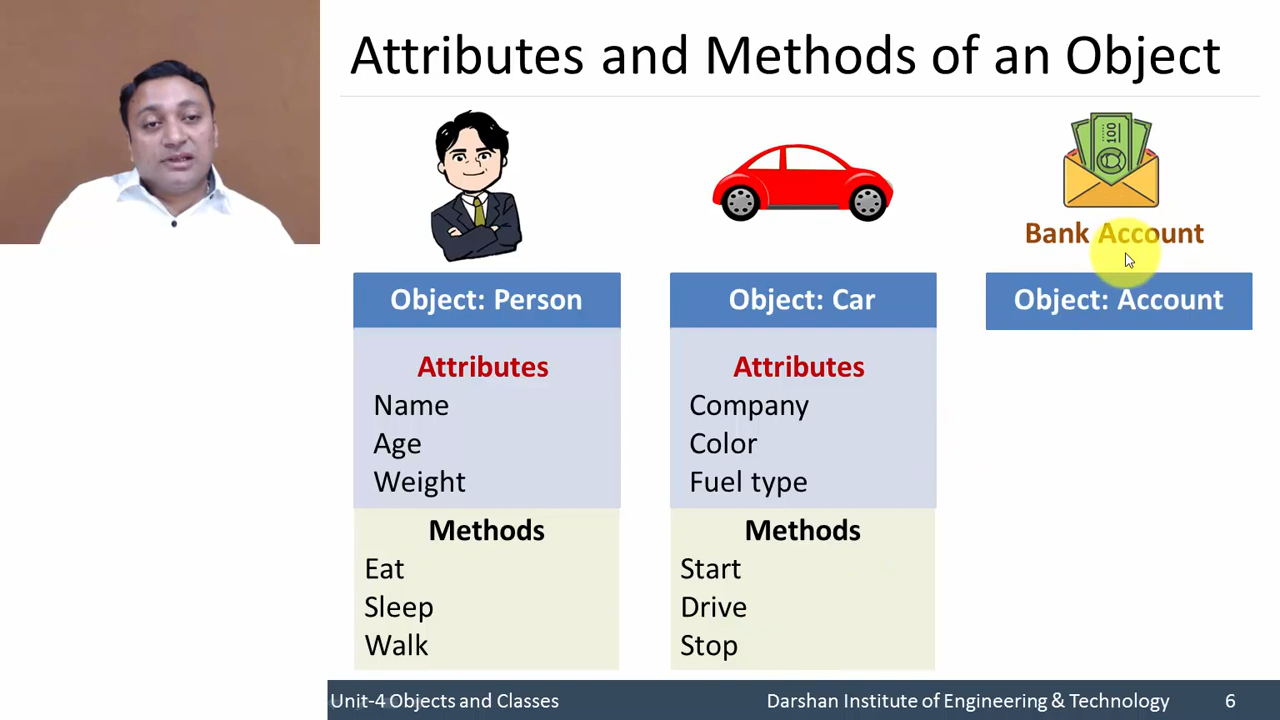 Attributes and Methods of an Object
100
Bank Account
Object: Person
Attributes
Name
Age
Weight
Methods
Eat
Sleep
Walk
Object: Car
Attributes
Company
Color
Fuel type
Methods
Start
Drive
Stop
Object: Account
Unit-4 Objects and Classes
Darshan Institute of Engineering & Technology
6